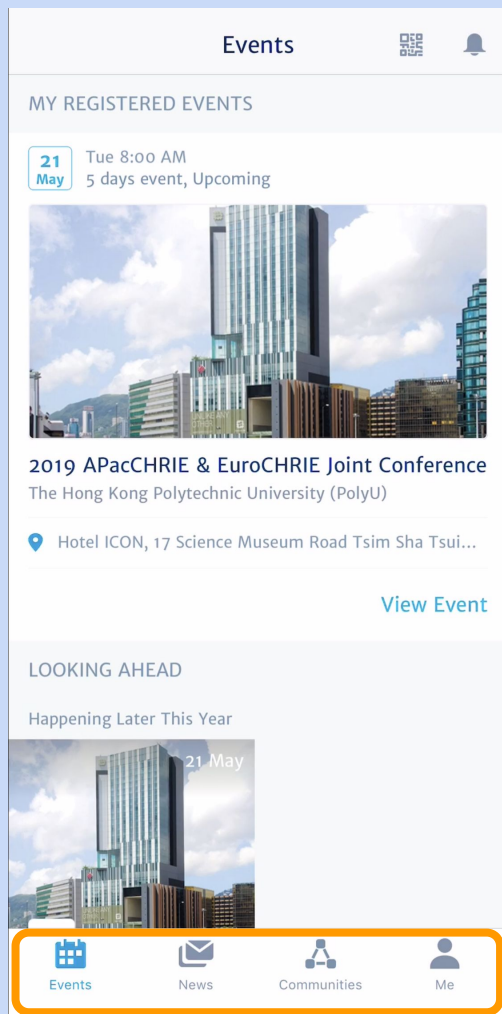 Events
MY REGISTERED EVENTS
21
May
Tue 8:00 AM
5 days event, Upcoming
2019 APacCHRIE & EuroCHRIE Joint Conference
The Hong Kong Polytechnic University (PolyU)
Hotel ICON, 17 Science Museum Road Tsim Sha Tsui...
View Event
LOOKING AHEAD
Happening Later This Year
21 May
Events
News
Communities
Me